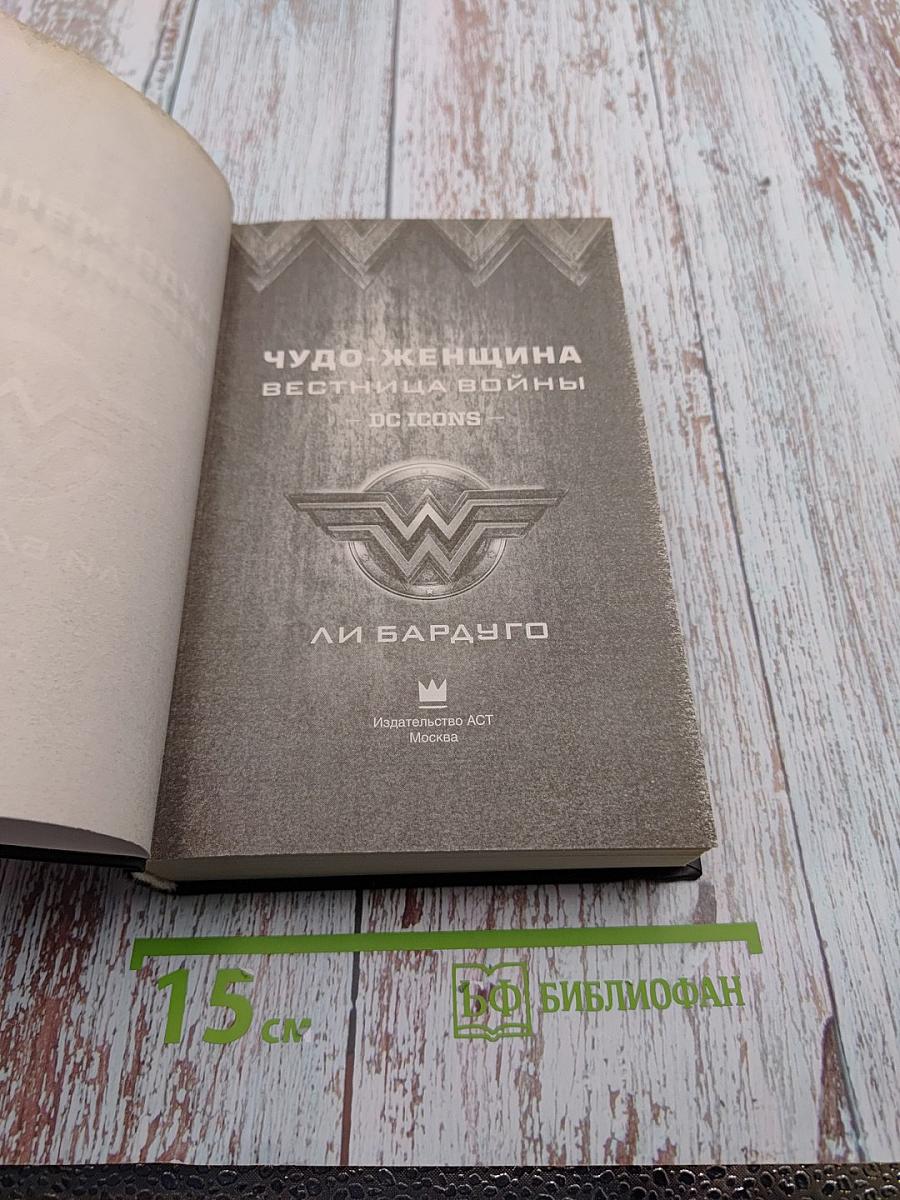 ЧУДО-ЖЕНЩИНА
ВЕСТНИЦА ВОЙНЫ
– DC ICONS –
W
W
ЛИ БАРДУГО
Издательство АСТ
Москва
15 см
БФ БИБЛИОФАН